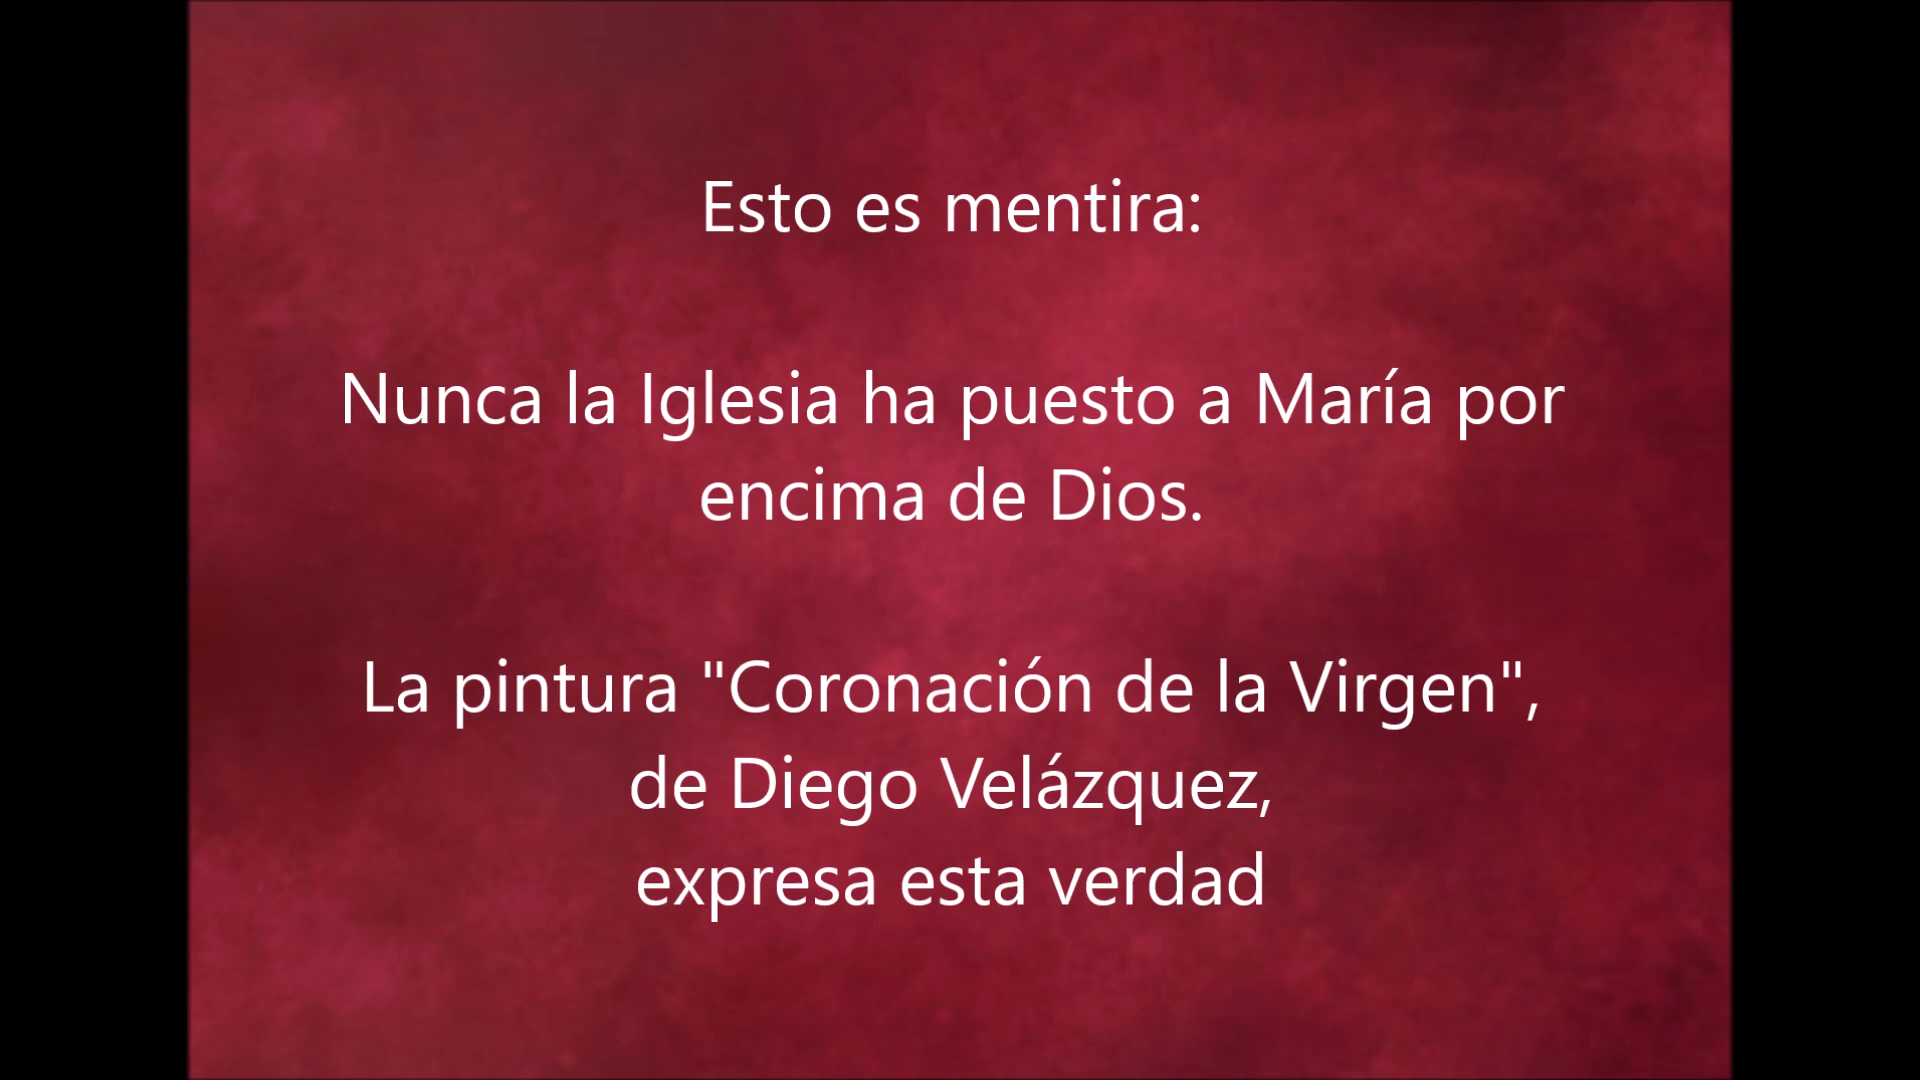 Esto es mentira:
Nunca la Iglesia ha puesto a María por
encima de Dios.
La pintura "Coronación de la Virgen",
de Diego Velázquez,
expresa esta verdad